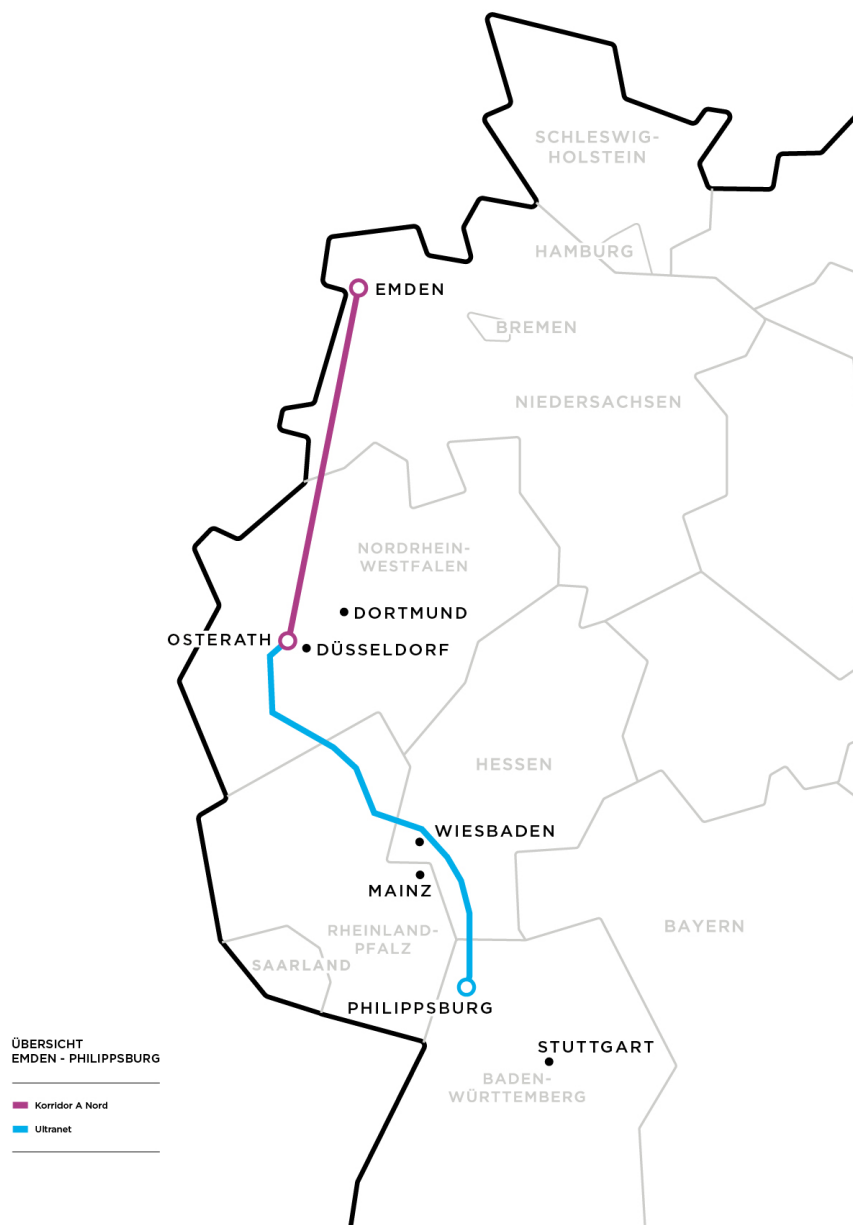 SCHLESWIG-
HOLSTEIN
HAMBURG
EMDEN
BREMEN
NIEDERSACHSEN
NORDRHEIN-
WESTFALEN
DORTMUND
OSTERATH
DÜSSELDORF
HESSEN
WIESBADEN
MAINZ
RHEINLAND-
PFALZ
BAYERN
SAARLAND
PHILIPPSBURG
STUTTGART
BADEN-
WÜRTTEMBERG
ÜBERSICHT
EMDEN - PHILIPPSBURG
Korridor A Nord
Ultranet